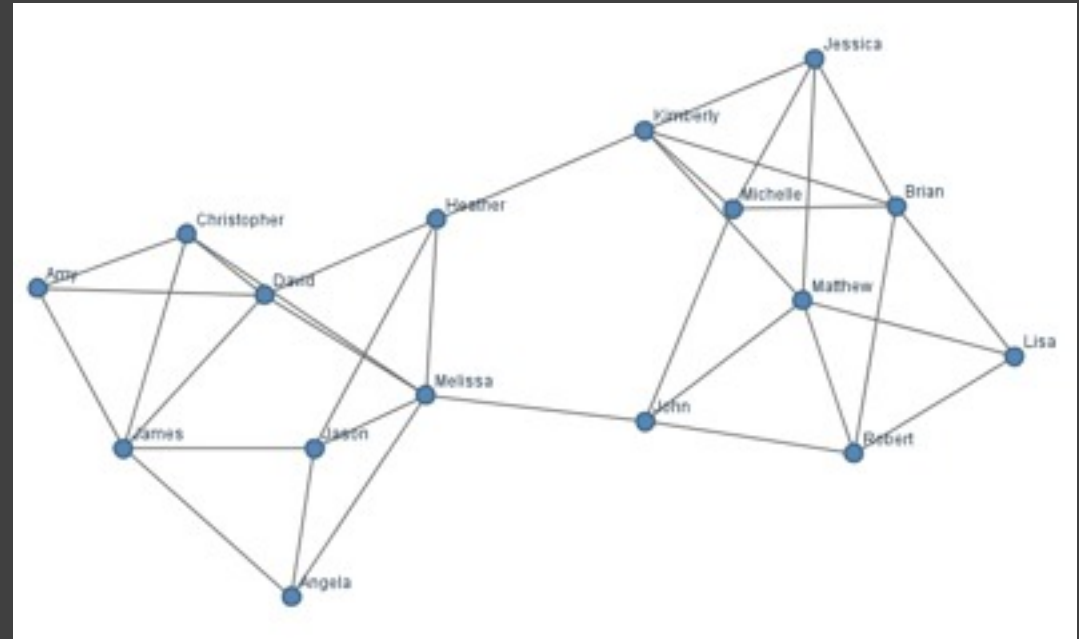 Jessica
Kimberly
Michelle
Brian
Heather
Christopher
Amy
David
Matthew
Lisa
Melissa
John
James
Jason
Robert
Angela